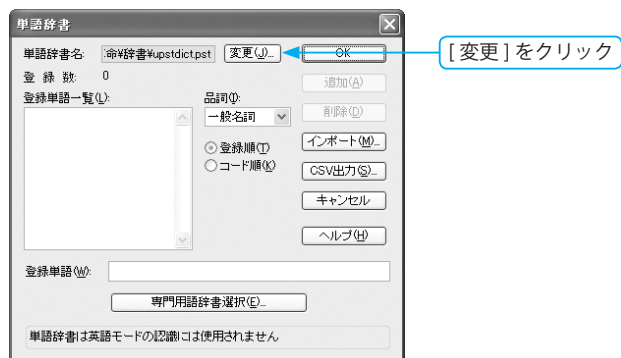 単語辞書
単語辞書名: 命¥辞書¥upstdict.pst 変更(J)... OK [変更]をクリック
登 録 数: 0 追加(A)
登録単語一覧(L): 品詞(I):
一般名詞 削除(D)
登録順(T) インポート(M)...
コード順(K) CSV出力(S)...
キャンセル
ヘルプ(H)
登録単語(W):
専門用語辞書選択(E)...
単語辞書は英語モードの認識には使用されません